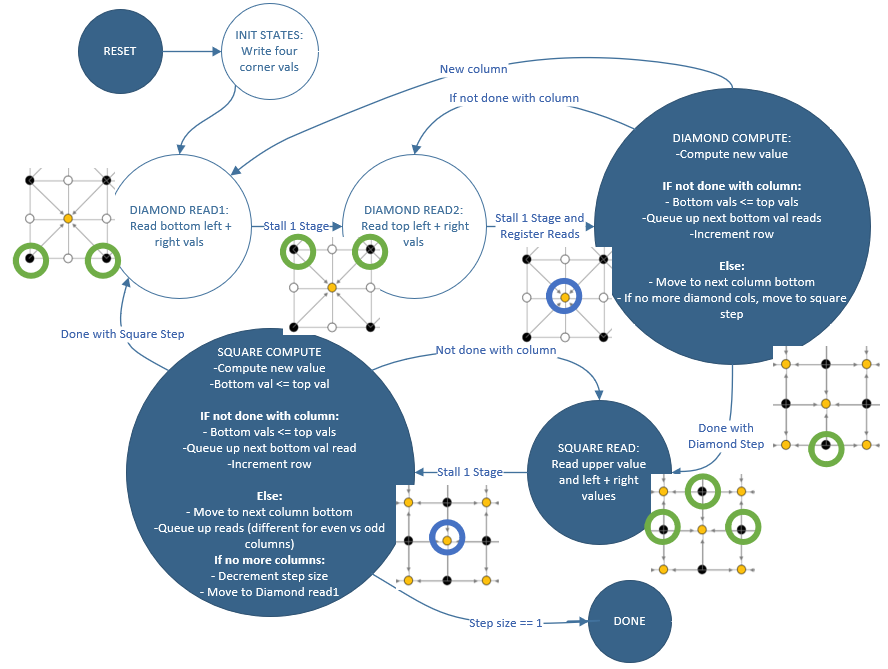 RESET
INIT STATES:
Write four
corner vals
New column
If not done with column
DIAMOND READ1:
Read bottom left +
right vals
Stall 1 Stage
DIAMOND READ2:
Read top left + right
vals
Stall 1 Stage and
Register Reads
DIAMOND COMPUTE:
-Compute new value
IF not done with column:
- Bottom vals <= top vals
-Queue up next bottom val reads
-Increment row
Else:
- Move to next column bottom
- If no more diamond cols, move to square
step
Done with Square Step
SQUARE COMPUTE
-Compute new value
-Bottom val <= top val
IF not done with column:
- Bottom vals <= top vals
-Queue up next bottom val read
-Increment row
Else:
- Move to next column bottom
-Queue up reads (different for even vs odd
columns)
If no more columns:
- Decrement step size
- Move to Diamond read1
Not done with column
Done with
Diamond Step
SQUARE READ:
Read upper value
and left + right
values
Stall 1 Stage
Step size == 1
DONE